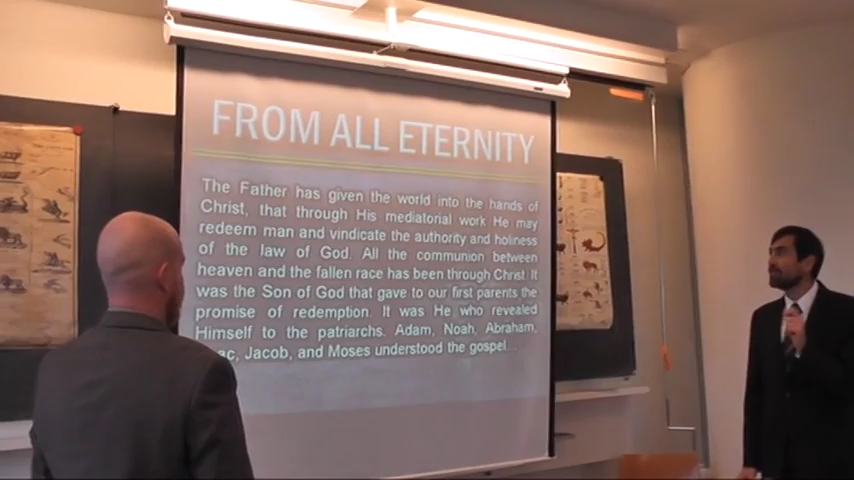 FROM ALL ETERNITY
The Father has given the world into the hands of
Christ, that through His mediatorial work He may
redeem man and vindicate the authority and holiness
of the law of God. All the communion between
heaven and the fallen race has been through Christ. It
was the Son of God that gave to our first parents the
promise of redemption. It was He who revealed
Himself to the patriarchs. Adam, Noah, Abraham,
Jacob, and Moses understood the gospel...